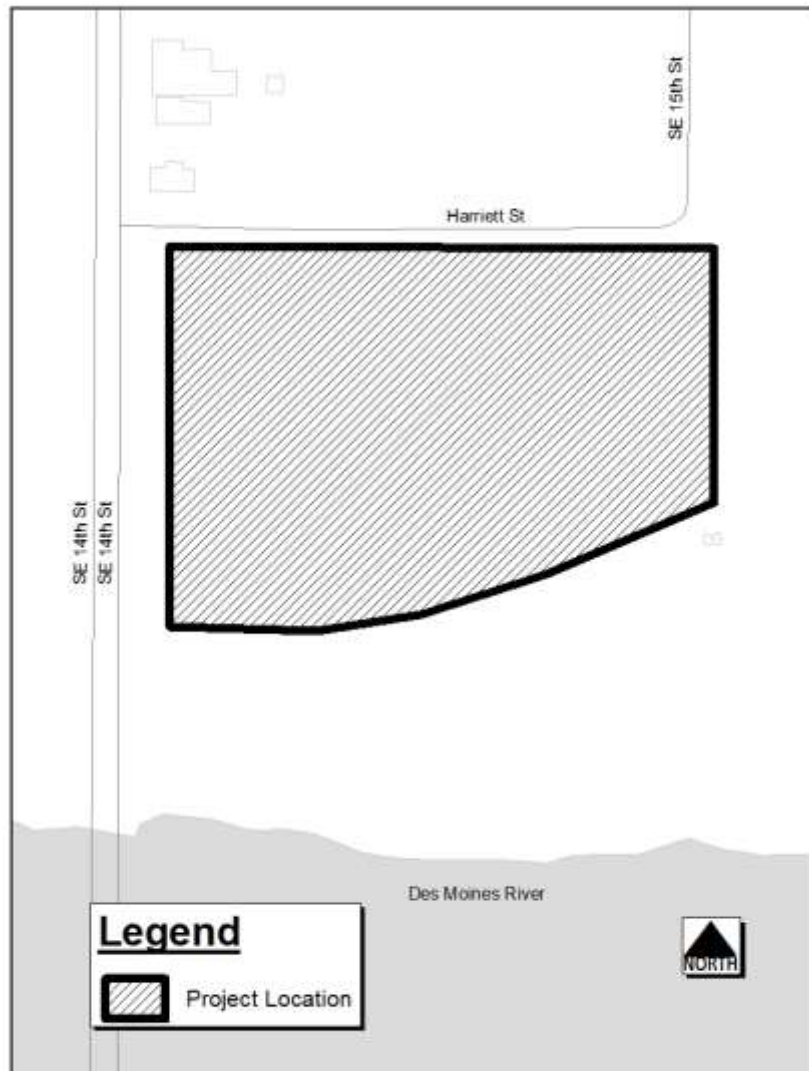 SE 15th St
Harriett St
SE 14th St
SE 14th St
Des Moines River
Legend
Project Location
NORTH